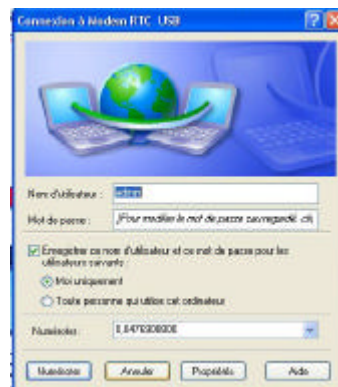 Connexion à Modem RTC USB
Nom d'utilisateur : admin
Mot de passe : [Pour modifier le mot de passe sauvegardé, cli
Enregistrer ce nom d'utilisateur et ce mot de passe pour les
utilisateurs suivants :
Moi uniquement
Toute personne qui utilise cet ordinateur
Numéroter :
Numéroter Annuler Propriétés Aide